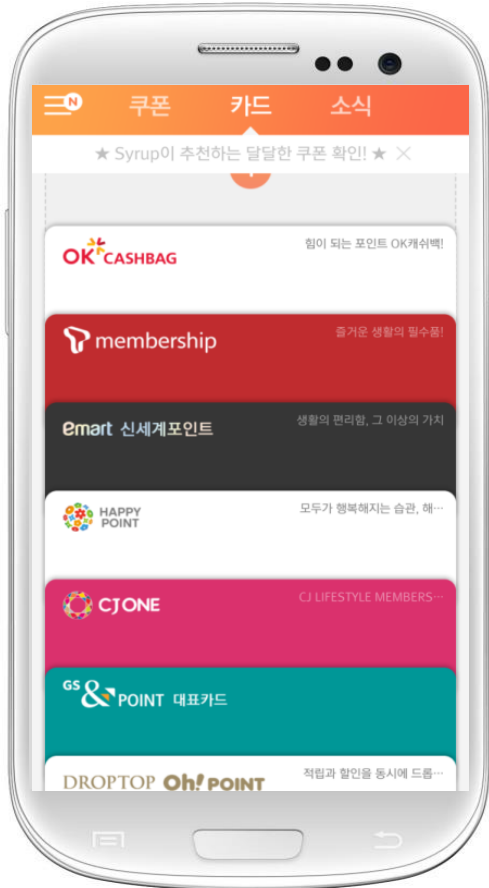 N
쿠폰 카드 소식
★ Syrup이 추천하는 달달한 쿠폰 확인! ★ ×
OK CASHBAG
힘이 되는 포인트 OK캐쉬백!
T membership
즐거운 생활의 필수품!
emart 신세계포인트
생활의 편리함, 그 이상의 가치
HAPPY
POINT
모두가 행복해지는 습관, 해…
CJ ONE
CJ LIFESTYLE MEMBERS…
GS & POINT 대표카드
DROPTOP Oh! POINT
적립과 할인을 동시에 드롭…